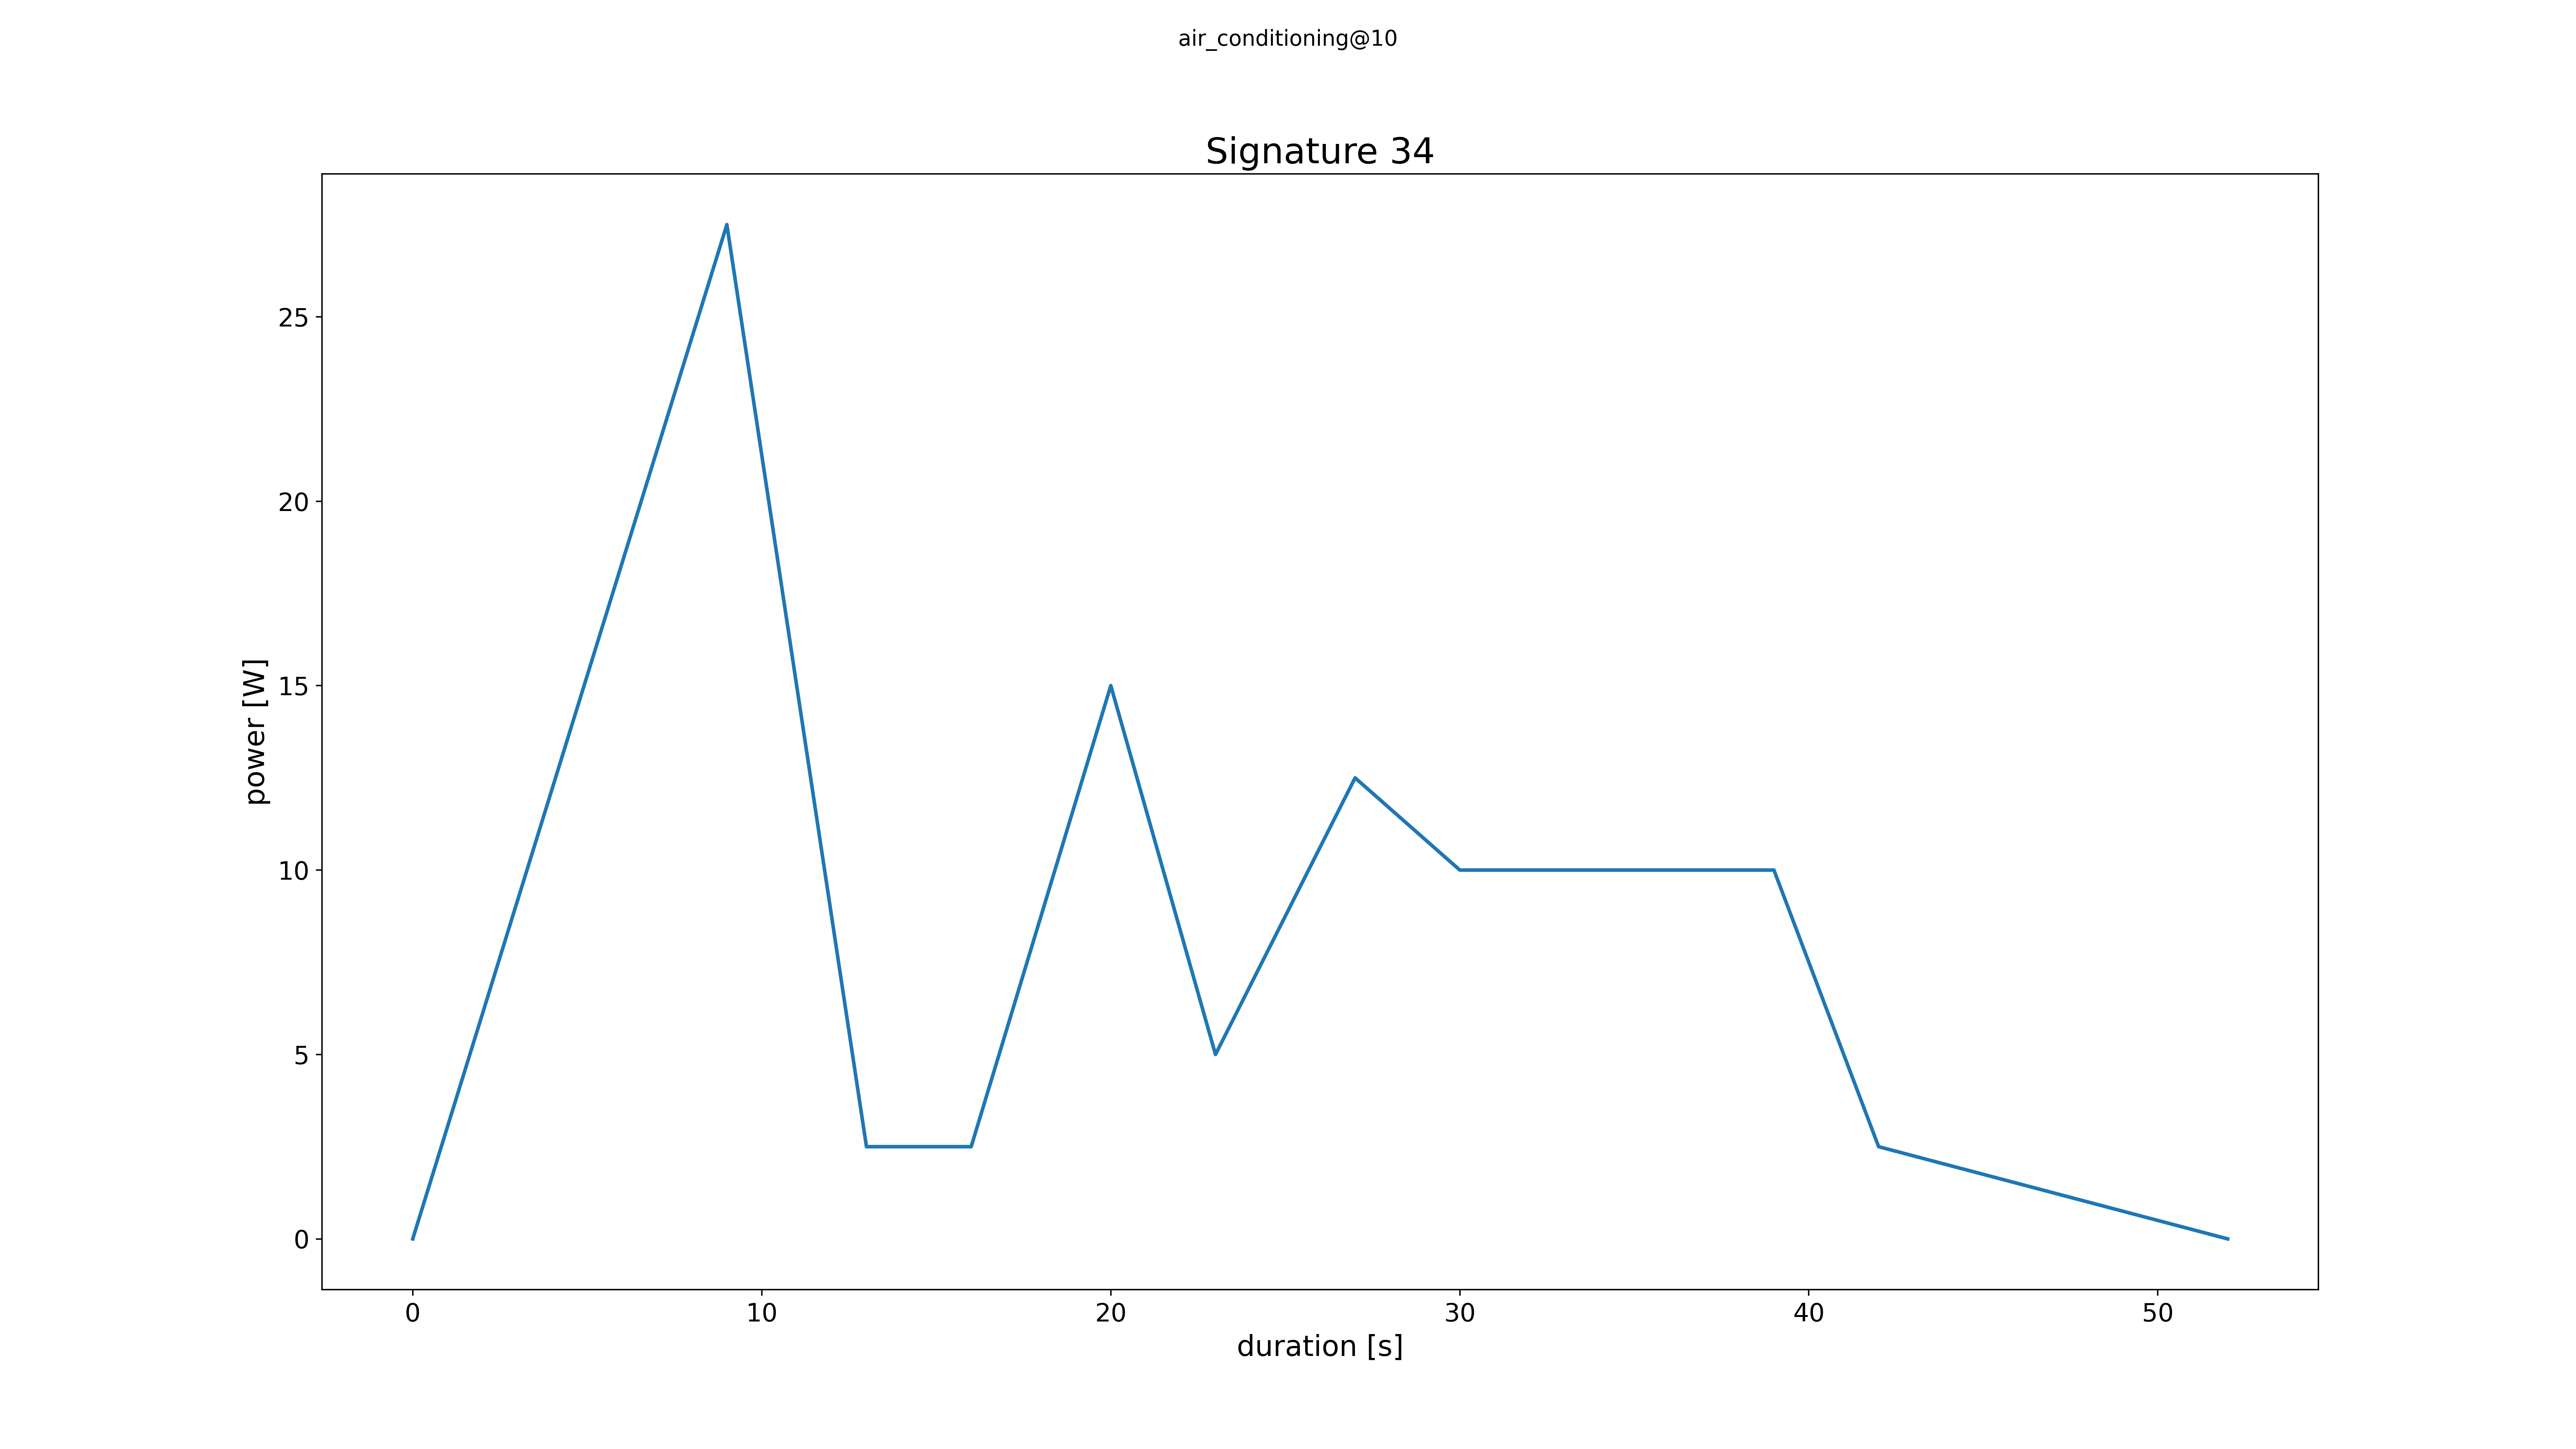 air_conditioning@10
Signature 34
power [W]
25
20
15
10
5
0
0 10 20 30 40 50
duration [s]